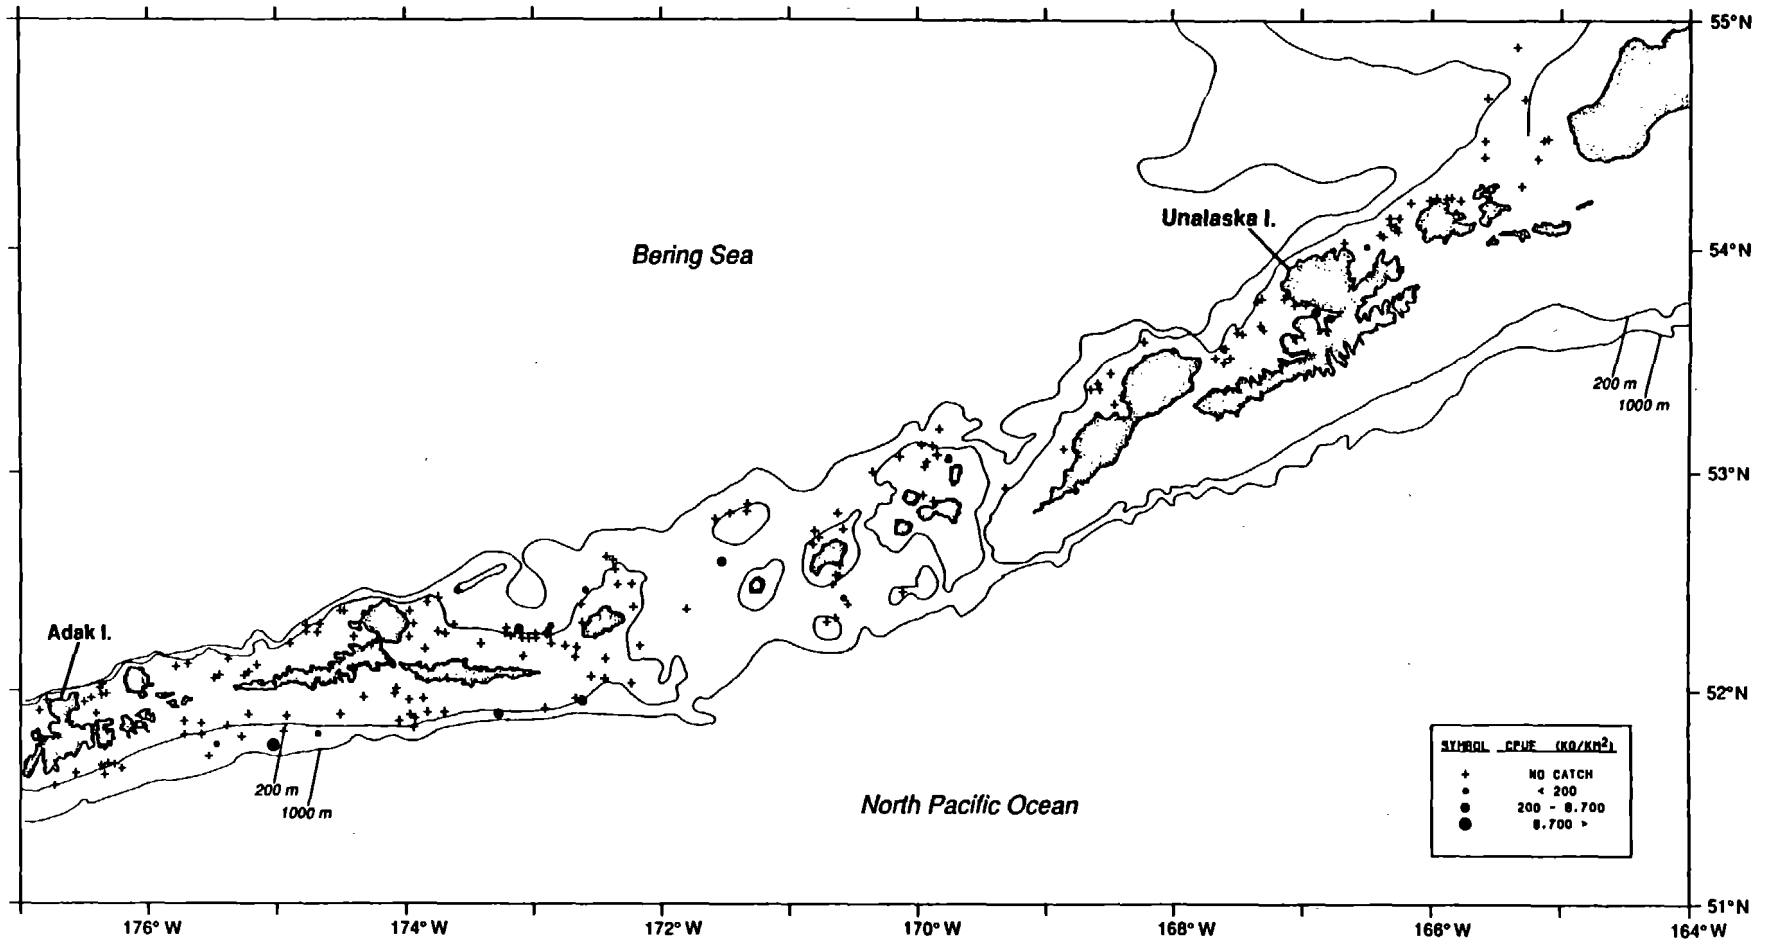 55°N
Unalaska I.
Bering Sea
54°N
200 m
1000 m
53°N
Adak I.
52°N
SYMBOL CPUE (KG/KM²)
+ NO CATCH
< 200
200 - 8.700
8.700 >
200 m
1000 m
North Pacific Ocean
51°N
176°W 174°W 172°W 170°W 168°W 166°W 164°W